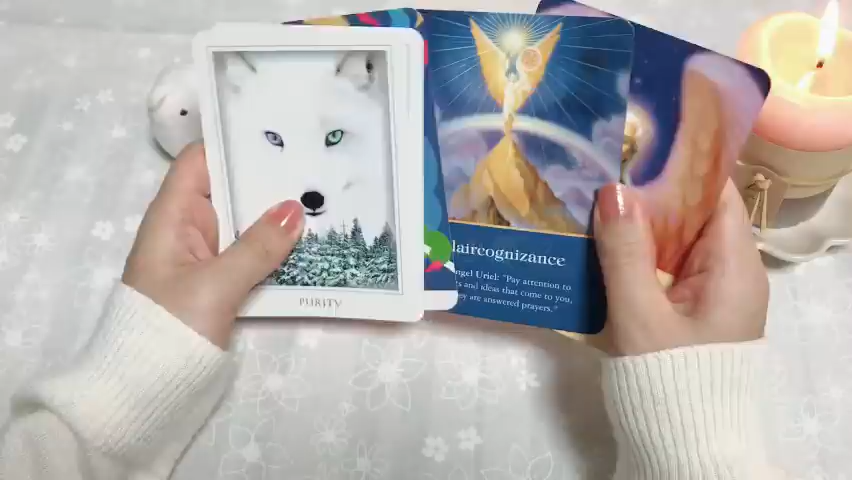 PURITY
laircognizance
ngel Uriel: "Pay attention to
ts and ideas that come to you,
ey are answered prayers."